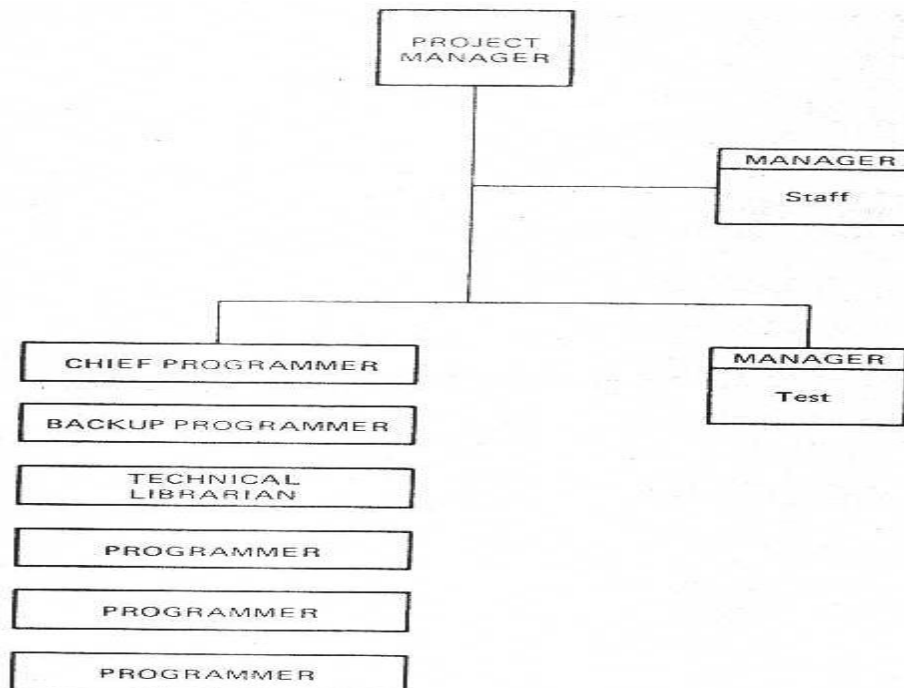 PROJECT
MANAGER
MANAGER
Staff
CHIEF PROGRAMMER
MANAGER
Test
BACKUP PROGRAMMER
TECHNICAL
LIBRARIAN
PROGRAMMER
PROGRAMMER
PROGRAMMER